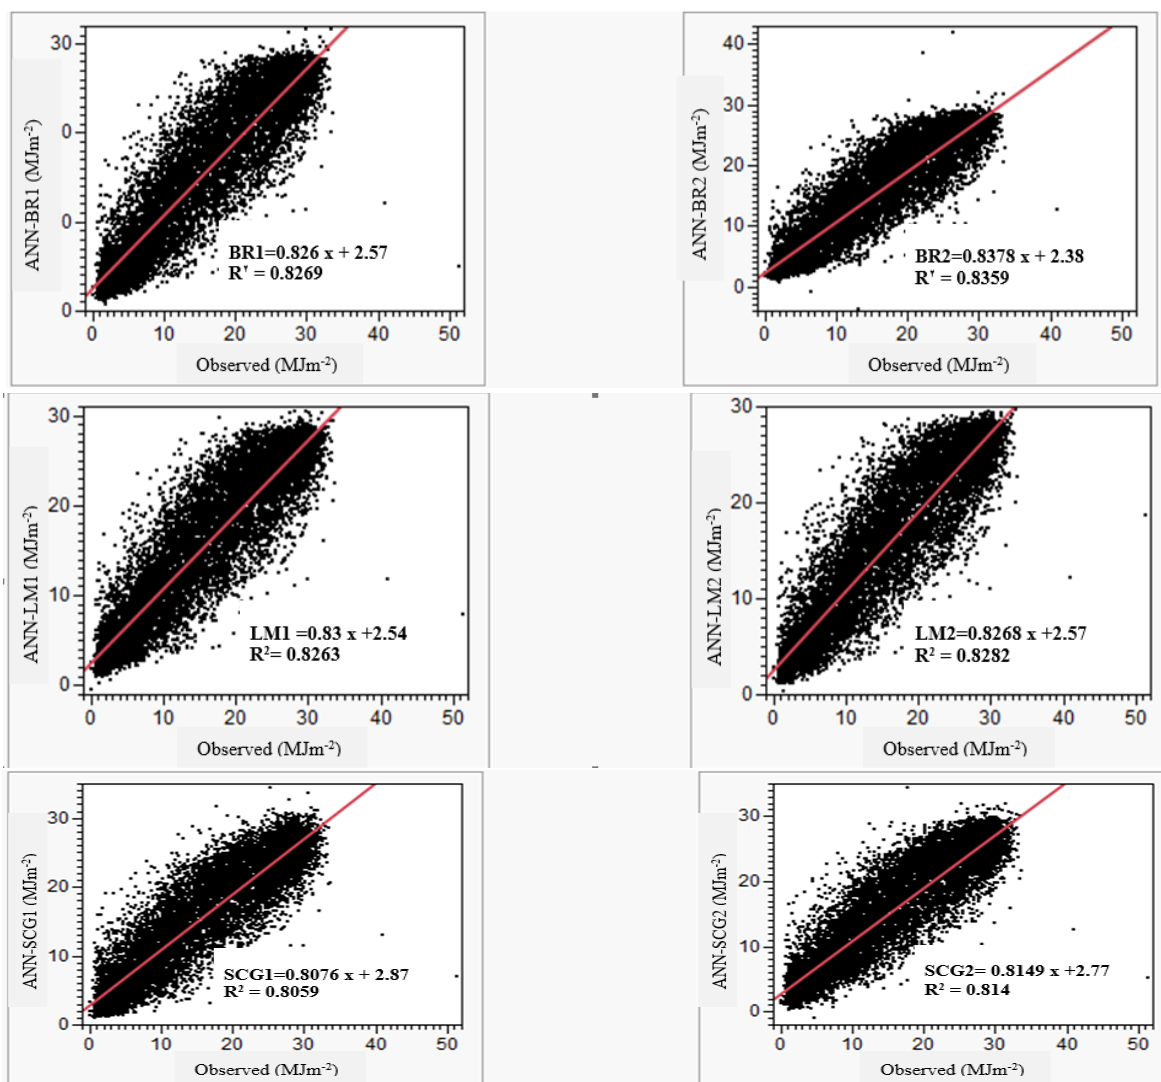 30
0
0
0
ANN-BR1 (MJm⁻²)
BR1=0.826 x + 2.57
R٢ = 0.8269
0 10 20 30 40 50
Observed (MJm⁻²)
40
30
20
10
0
ANN-BR2 (MJm⁻²)
BR2=0.8378 x + 2.38
R٢ = 0.8359
0 10 20 30 40 50
Observed (MJm⁻²)
30
20
10
0
ANN-LM1 (MJm⁻²)
LM1 =0.83 x +2.54
R²= 0.8263
0 10 20 30 40 50
Observed (MJm⁻²)
30
20
10
0
ANN-LM2 (MJm⁻²)
LM2=0.8268 x +2.57
R² = 0.8282
0 10 20 30 40 50
Observed (MJm⁻²)
30
20
10
0
ANN-SCG1 (MJm⁻²)
SCG1=0.8076 x + 2.87
R² = 0.8059
0 10 20 30 40 50
Observed (MJm⁻²)
30
20
10
0
ANN-SCG2 (MJm⁻²)
SCG2= 0.8149 x +2.77
R² = 0.814
0 10 20 30 40 50
Observed (MJm⁻²)